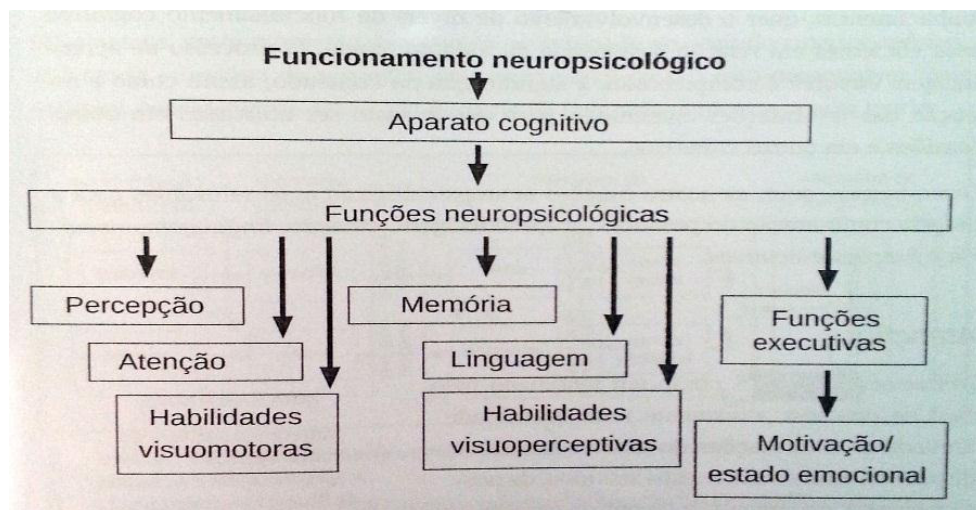 Funcionamento neuropsicológico
Aparato cognitivo
Funções neuropsicológicas
Percepção
Atenção
Habilidades
visuomotoras
Memória
Linguagem
Habilidades
visuoperceptivas
Funções
executivas
Motivação/
estado emocional